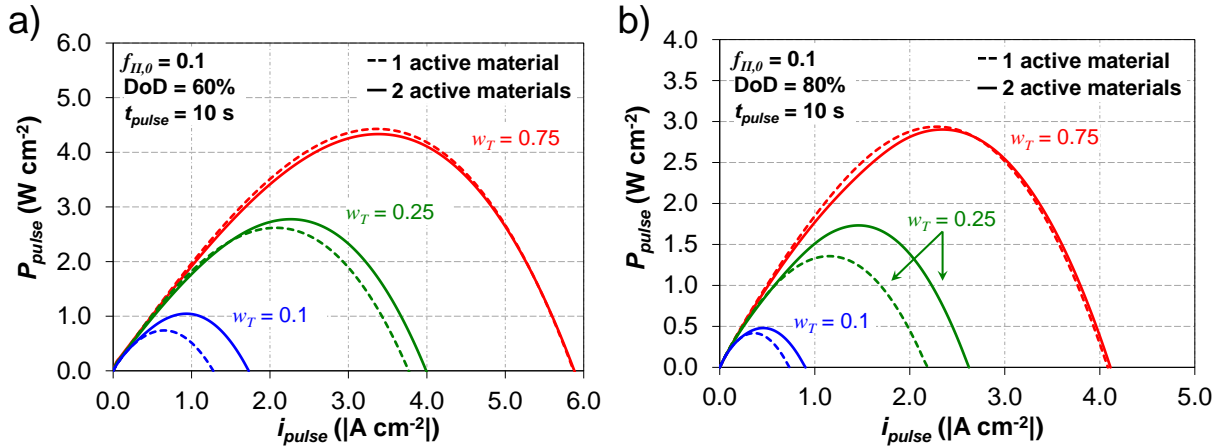 a)
P_pulse (W cm⁻²)
6.0
5.0
4.0
3.0
2.0
1.0
0.0
f_II,0 = 0.1
DoD = 60%
t_pulse = 10 s
1 active material
2 active materials
w_T = 0.75
w_T = 0.25
w_T = 0.1
0.0 1.0 2.0 3.0 4.0 5.0 6.0
i_pulse (|A cm⁻²|)
b)
P_pulse (W cm⁻²)
4.0
3.5
3.0
2.5
2.0
1.5
1.0
0.5
0.0
f_II,0 = 0.1
DoD = 80%
t_pulse = 10 s
1 active material
2 active materials
w_T = 0.75
w_T = 0.25
w_T = 0.1
0.0 1.0 2.0 3.0 4.0 5.0
i_pulse (|A cm⁻²|)